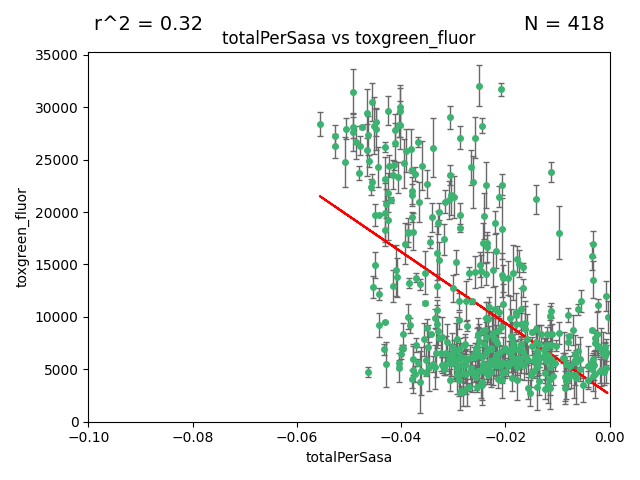 r^2 = 0.32
N = 418
totalPerSasa vs toxgreen_fluor
35000
30000
25000
20000
15000
10000
5000
0
toxgreen_fluor
−0.10
−0.08
−0.06
−0.04
−0.02
0.00
totalPerSasa